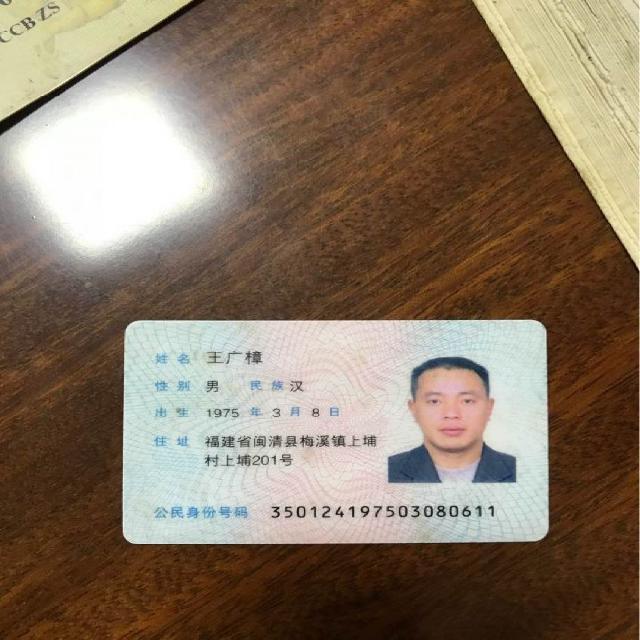 CCB ZS
姓名 王广樟
性别 男 民族 汉
出生 1975 年 3 月 8 日
住址 福建省闽清县梅溪镇上埔
村上埔201号
公民身份号码 350124197503080611